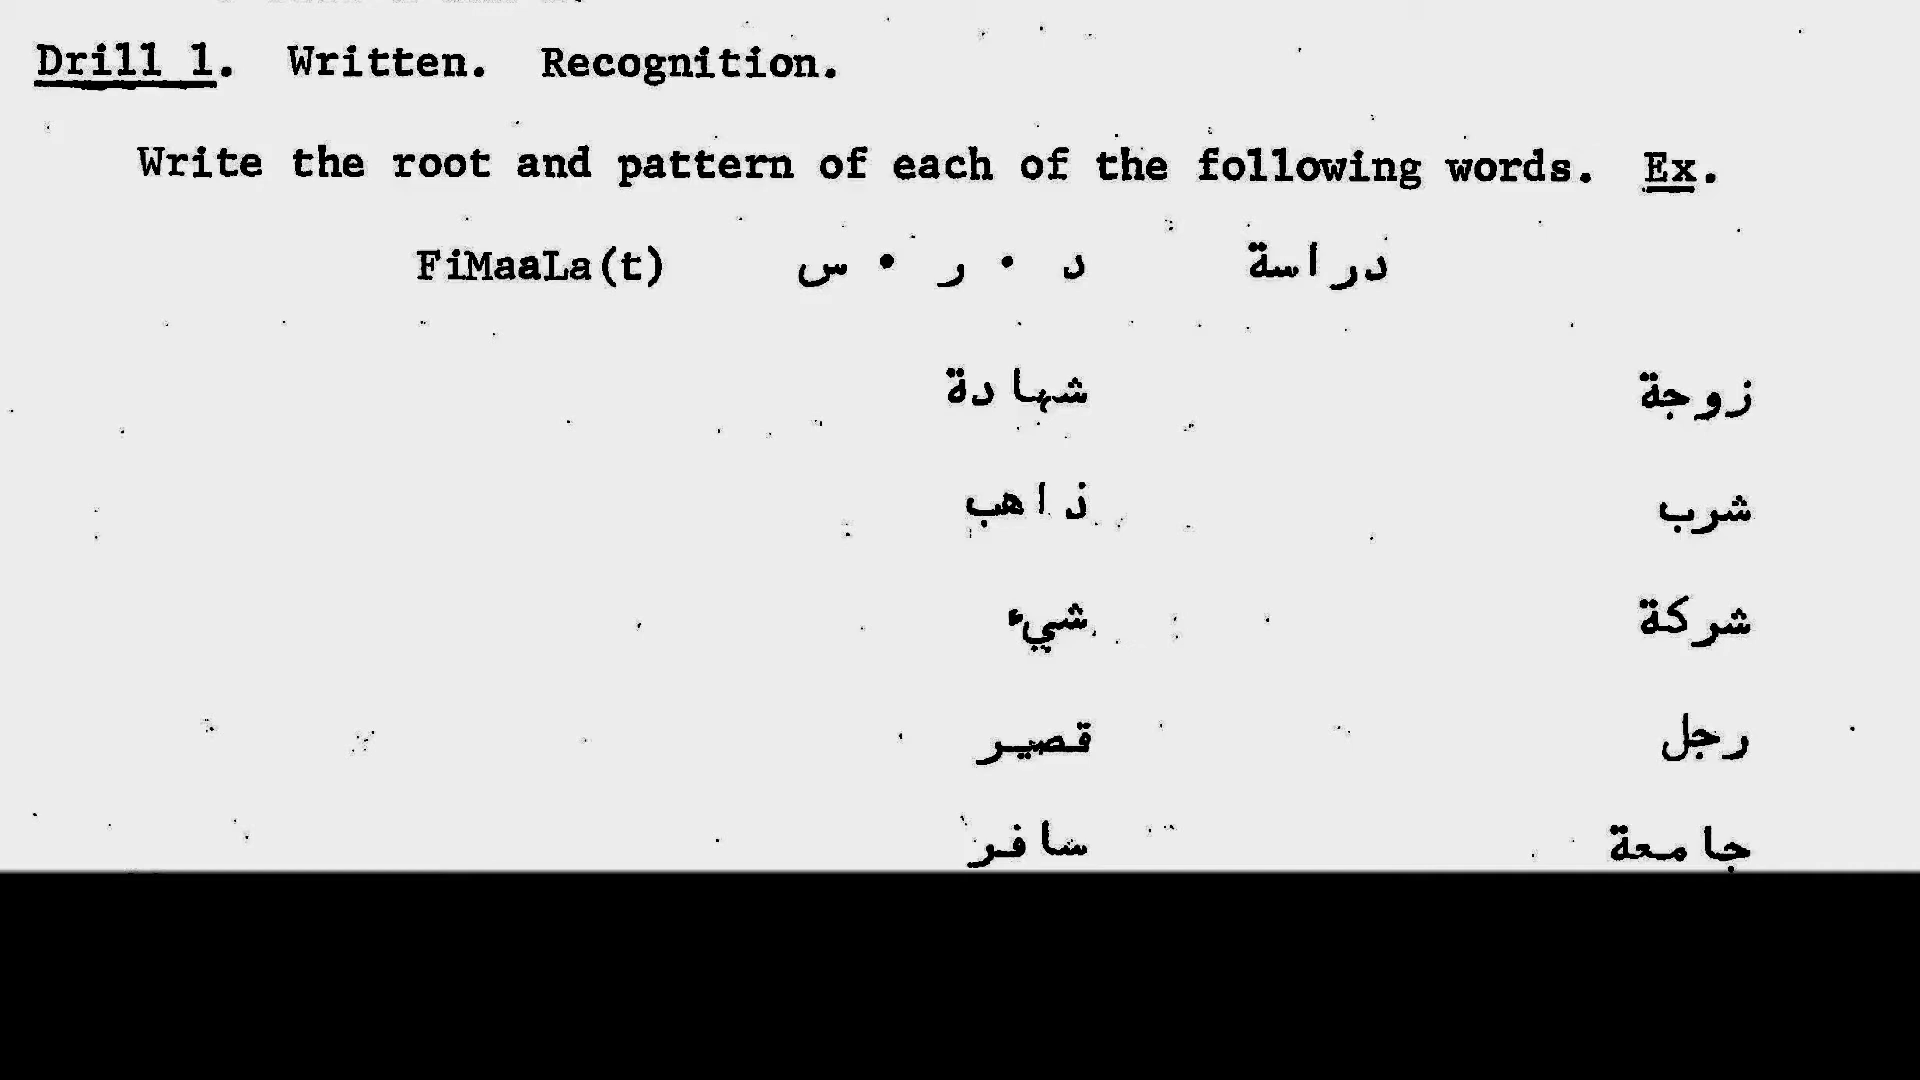 Drill 1. Written. Recognition.
Write the root and pattern of each of the following words. Ex.
دراسة د • ر • س FiMaaLa(t)
زوجة شهادة
شرب ذاهب
شركة شيء
رجل قصير
جامعة سافر